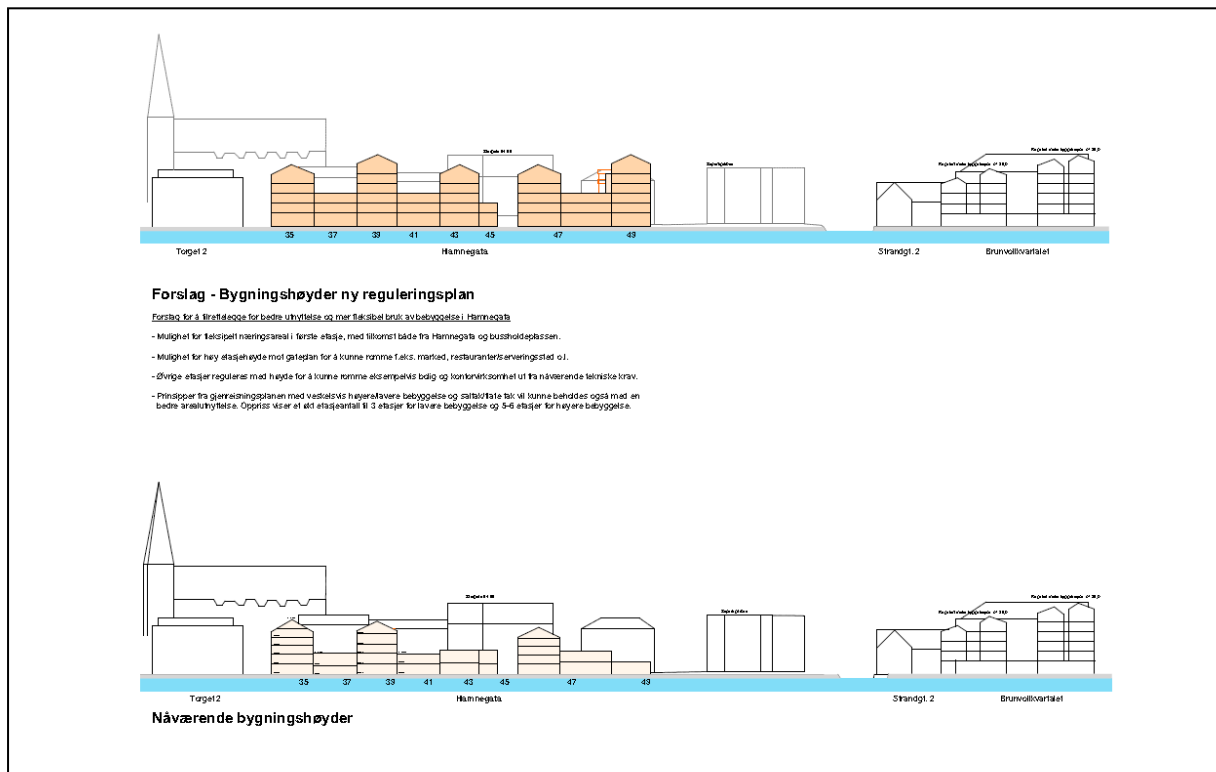 35 37 39 41 43 45 47 49
Torget 2 Hamnegata Strandgt. 2 Brunvollkvartalet
Forslag - Bygningshøyder ny reguleringsplan
Forslag for å tilrettelegge for bedre utnyttelse og mer fleksibel bruk av bebyggelse i Hamnegata
- Mulighet for fleksipelt næringsareal i første etasje, med tilkomst både fra Hamnegata og bussholdeplassen.
- Mulighet for høy etasjehøyde mot gateplan for å kunne romme f.eks. marked, restauranter/serveringssted o.l.
- Øvrige etasjer reguleres med høyde for å kunne romme eksempelvis bolig og kontorvirksomhet ut fra nåværende tekniske krav.
- Prinsipper fra gjenreisningsplanen med vekselsvis høyere/lavere bebyggelse og saltak/flate tak vil kunne beholdes også med en
bedre arealutnyttelse. Oppriss viser et økt etasjeantall til 3 etasjer for lavere bebyggelse og 5-6 etasjer for høyere bebyggelse.
35 37 39 41 43 45 47 49
Torget 2 Hamnegata Strandgt. 2 Brunvollkvartalet
Nåværende bygningshøyder